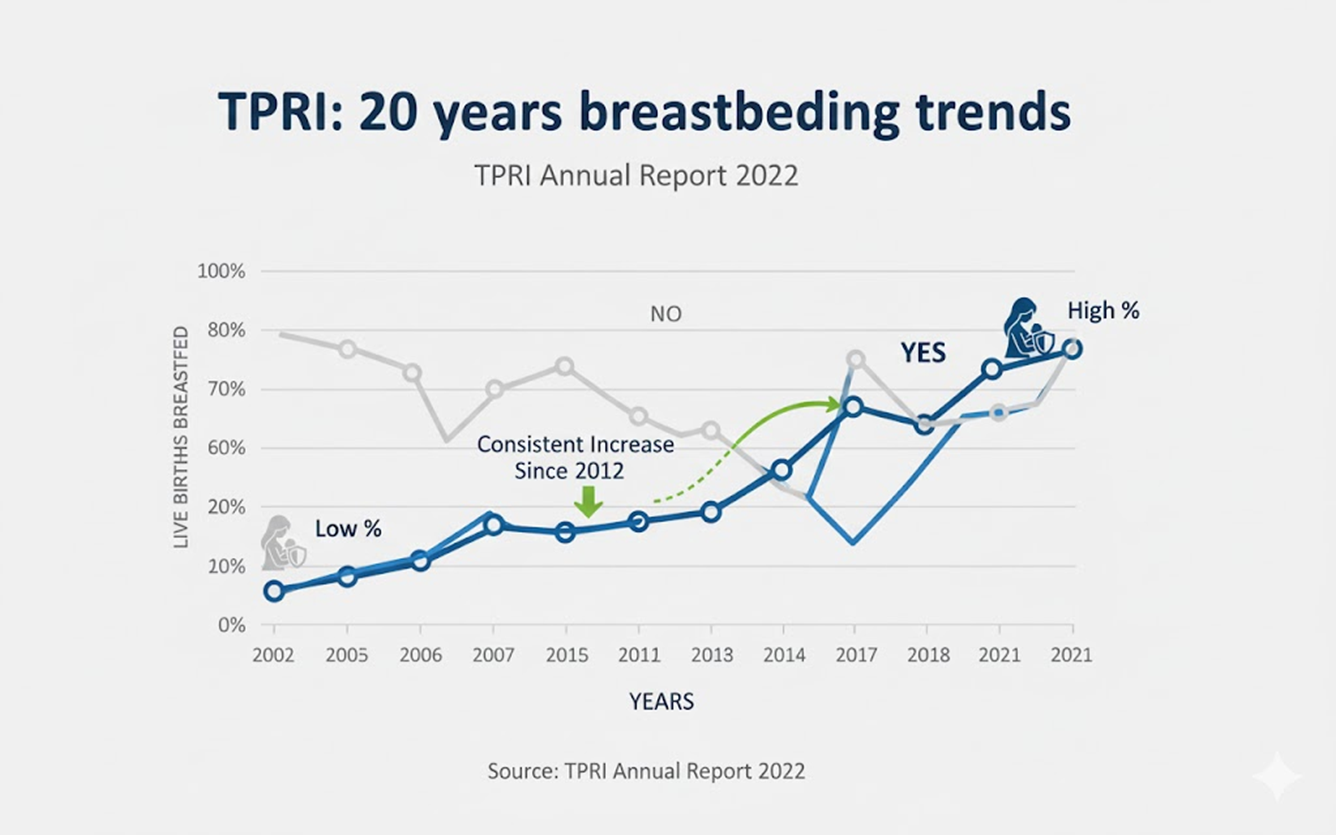 TPRI: 20 years breastbeding trends
TPRI Annual Report 2022
LIVE BIRTHS BREASTFED
100%
80%
70%
60%
20%
20%
0%
NO
YES
High %
Consistent Increase
Since 2012
Low %
2002 2005 2006 2007 2015 2011 2013 2014 2017 2018 2021 2021
YEARS
Source: TPRI Annual Report 2022